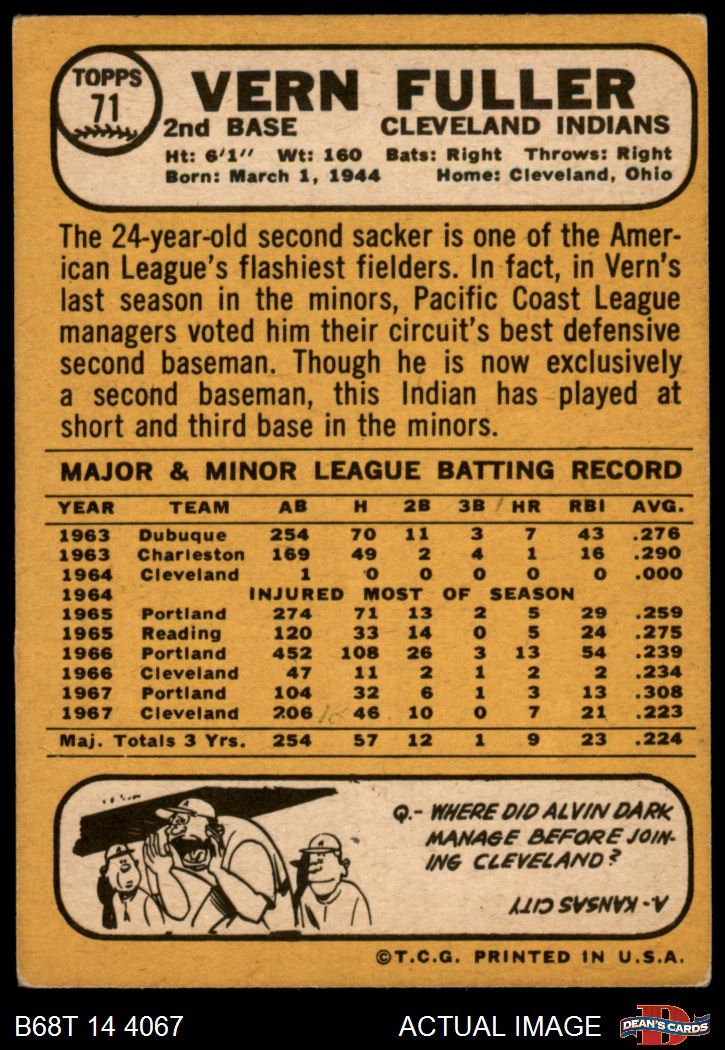 TOPPS
71
VERN FULLER
2nd BASE CLEVELAND INDIANS
Ht: 6'1" Wt: 160 Bats: Right Throws: Right
Born: March 1, 1944 Home: Cleveland, Ohio
The 24-year-old second sacker is one of the Amer-
ican League's flashiest fielders. In fact, in Vern's
last season in the minors, Pacific Coast League
managers voted him their circuit's best defensive
second baseman. Though he is now exclusively
a second baseman, this Indian has played at
short and third base in the minors.
MAJOR & MINOR LEAGUE BATTING RECORD
YEAR TEAM AB H 2B 3B HR RBI AVG.
1963 Dubuque 254 70 11 3 7 43 .276
1963 Charleston 169 49 2 4 1 16 .290
1964 Cleveland 1 0 0 0 0 0 .000
1964 INJURED MOST OF SEASON
1965 Portland 274 71 13 2 5 29 .259
1965 Reading 120 33 14 0 5 24 .275
1966 Portland 452 108 26 3 13 54 .239
1966 Cleveland 47 11 2 1 2 2 .234
1967 Portland 104 32 6 1 3 13 .308
1967 Cleveland 206 46 10 0 7 21 .223
Maj. Totals 3 Yrs. 254 57 12 1 9 23 .224
Q.- WHERE DID ALVIN DARK
MANAGE BEFORE JOIN-
ING CLEVELAND?
A- KANSAS CITY
©T.C.G. PRINTED IN U.S.A.
B68T 14 4067 ACTUAL IMAGE D DEAN'S CARDS